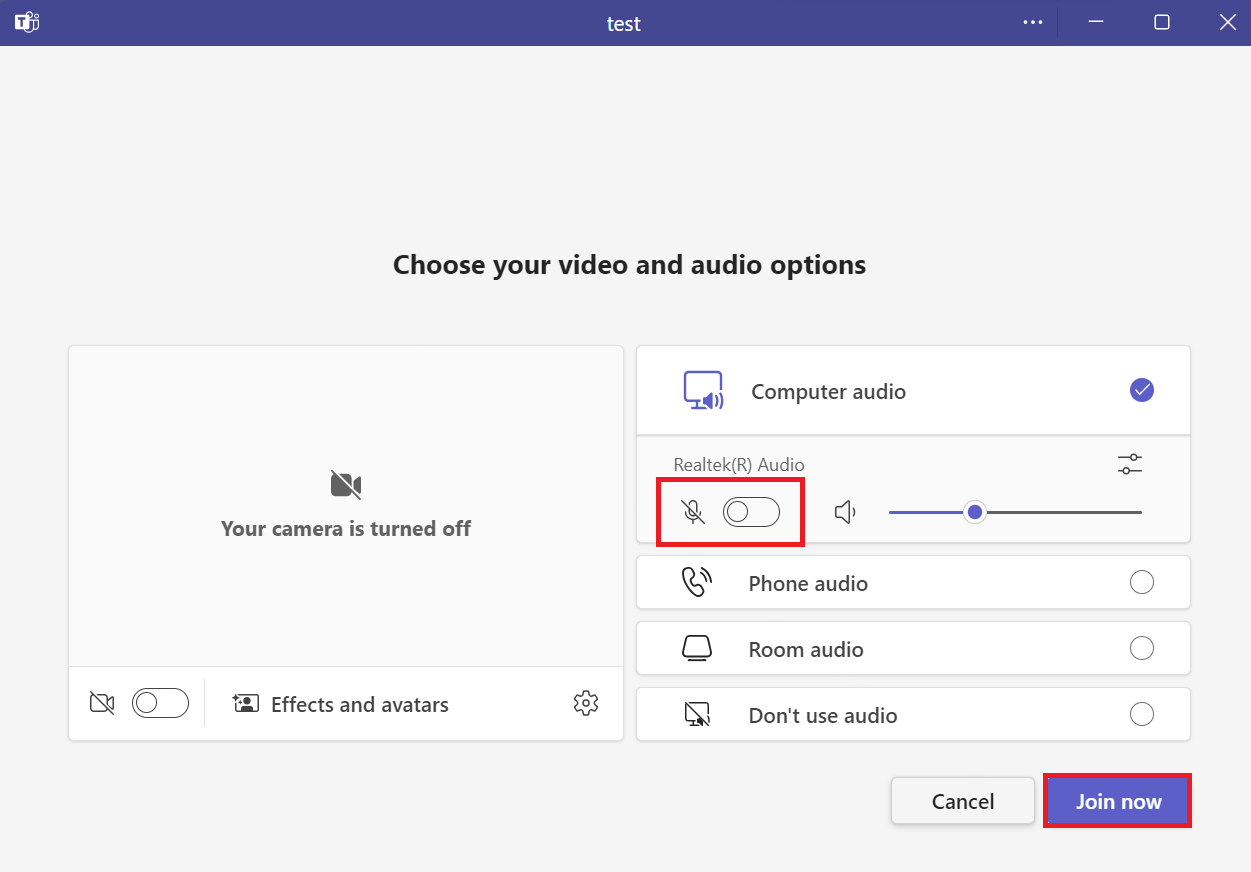 test
Choose your video and audio options
Your camera is turned off
Effects and avatars
Computer audio
Realtek(R) Audio
Phone audio
Room audio
Don't use audio
Cancel
Join now